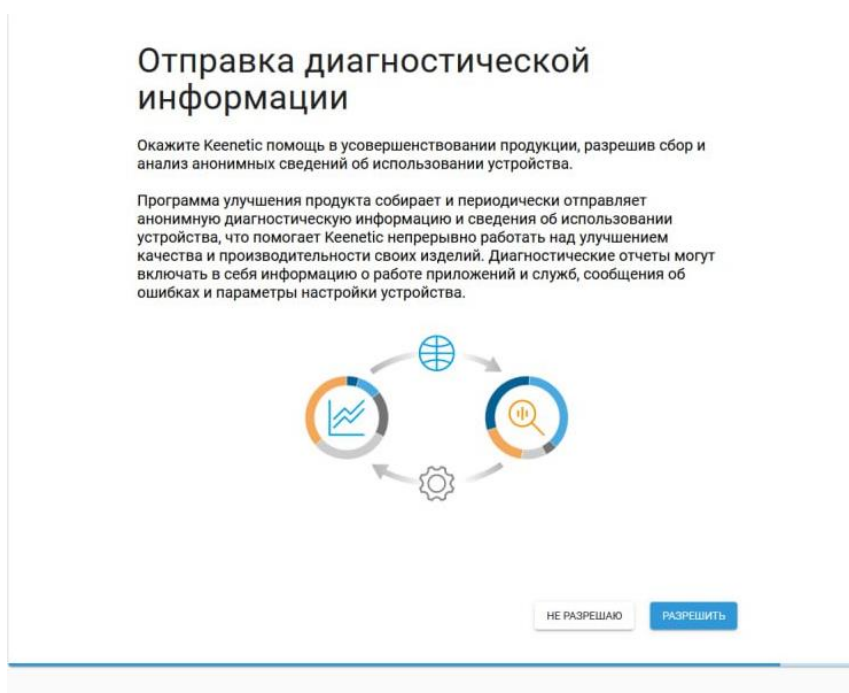 Отправка диагностической
информации
Окажите Keenetic помощь в усовершенствовании продукции, разрешив сбор и
анализ анонимных сведений об использовании устройства.
Программа улучшения продукта собирает и периодически отправляет
анонимную диагностическую информацию и сведения об использовании
устройства, что помогает Keenetic непрерывно работать над улучшением
качества и производительности своих изделий. Диагностические отчеты могут
включать в себя информацию о работе приложений и служб, сообщения об
ошибках и параметры настройки устройства.
НЕ РАЗРЕШАЮ РАЗРЕШИТЬ